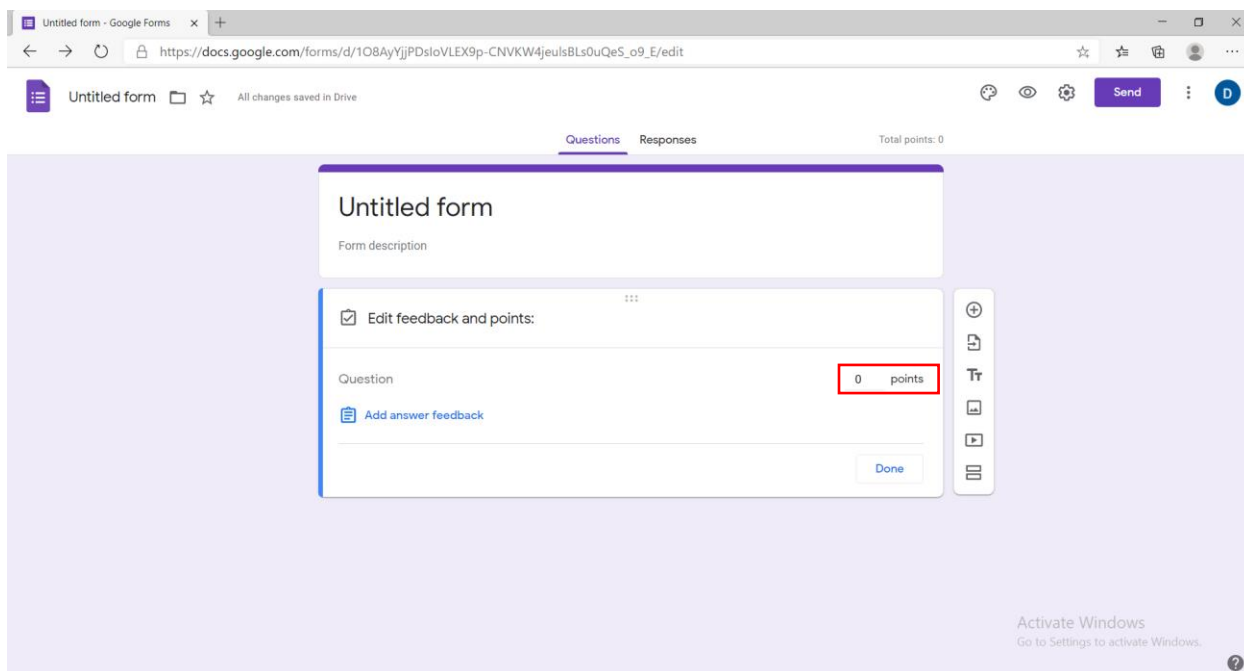 Untitled form - Google Forms
https://docs.google.com/forms/d/1O8AyYjjPDsIoVLEX9p-CNVKW4jeulsBLs0uQeS_o9_E/edit
Untitled form All changes saved in Drive Send D
Questions Responses Total points: 0
Untitled form
Form description
Edit feedback and points:
Question 0 points
Add answer feedback
Done
Activate Windows
Go to Settings to activate Windows.